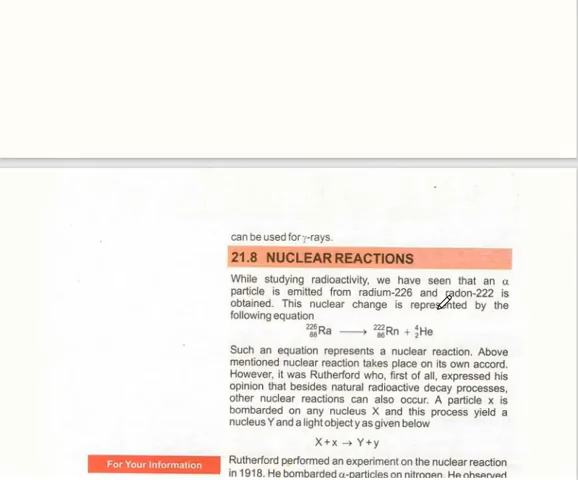 can be used for γ-rays.
21.8 NUCLEAR REACTIONS
While studying radioactivity, we have seen that an α
particle is emitted from radium-226 and radon-222 is
obtained. This nuclear change is represented by the
following equation
²²⁶₈₈Ra ⟶ ²²²₈₆Rn + ⁴₂He
Such an equation represents a nuclear reaction. Above
mentioned nuclear reaction takes place on its own accord.
However, it was Rutherford who, first of all, expressed his
opinion that besides natural radioactive decay processes,
other nuclear reactions can also occur. A particle x is
bombarded on any nucleus X and this process yield a
nucleus Y and a light object y as given below
X + x → Y + y
For Your Information
Rutherford performed an experiment on the nuclear reaction
in 1918. He bombarded α-particles on nitrogen. He observed